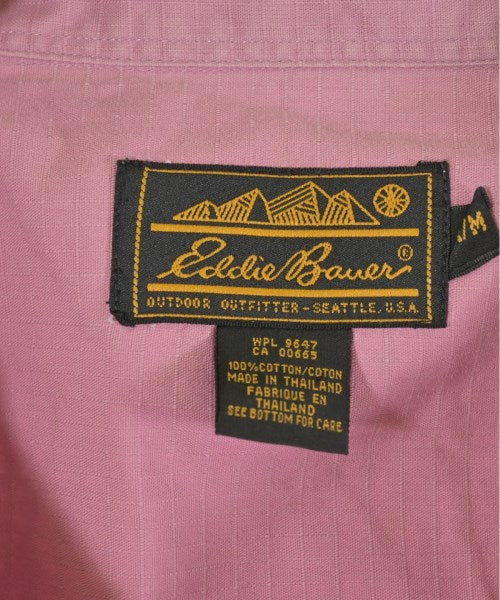 Eddie Bauer®
OUTDOOR OUTFITTER-SEATTLE, U.S.A.
/M
WPL 9647
CA 00665
100% COTTON/COTON
MADE IN THAILAND
FABRIQUE EN
THAILAND
SEE BOTTOM FOR CARE